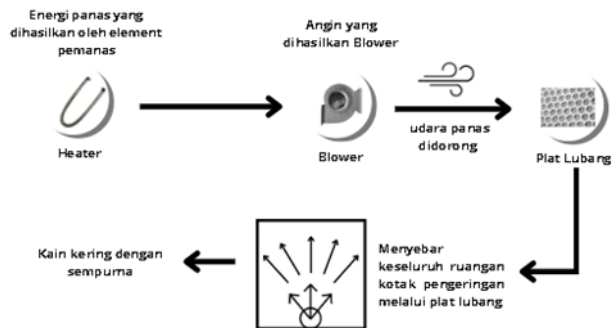 Energi panas yang
dihasilkan oleh element
pemanas
Heater
Angin yang
dihasilkan Blower
Blower
udara panas
didorong
Plat Lubang
Menyebar
keseluruh ruangan
kotak pengeringan
melalui plat lubang
Kain kering dengan
sempurna